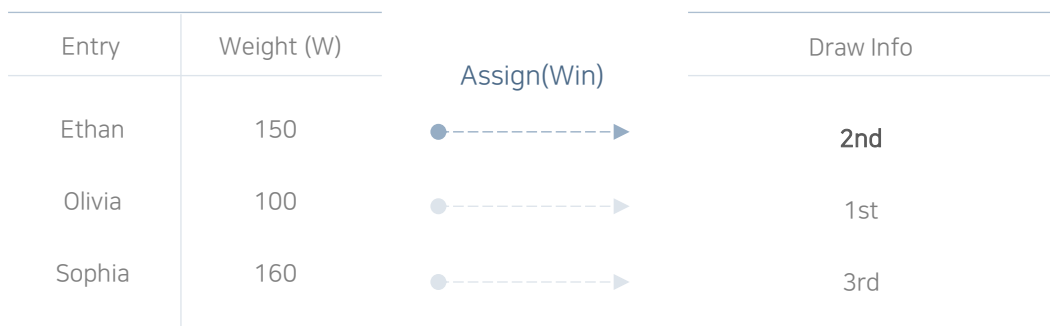 Entry Weight (W) Draw Info
Assign(Win)
Ethan 150 2nd
Olivia 100 1st
Sophia 160 3rd